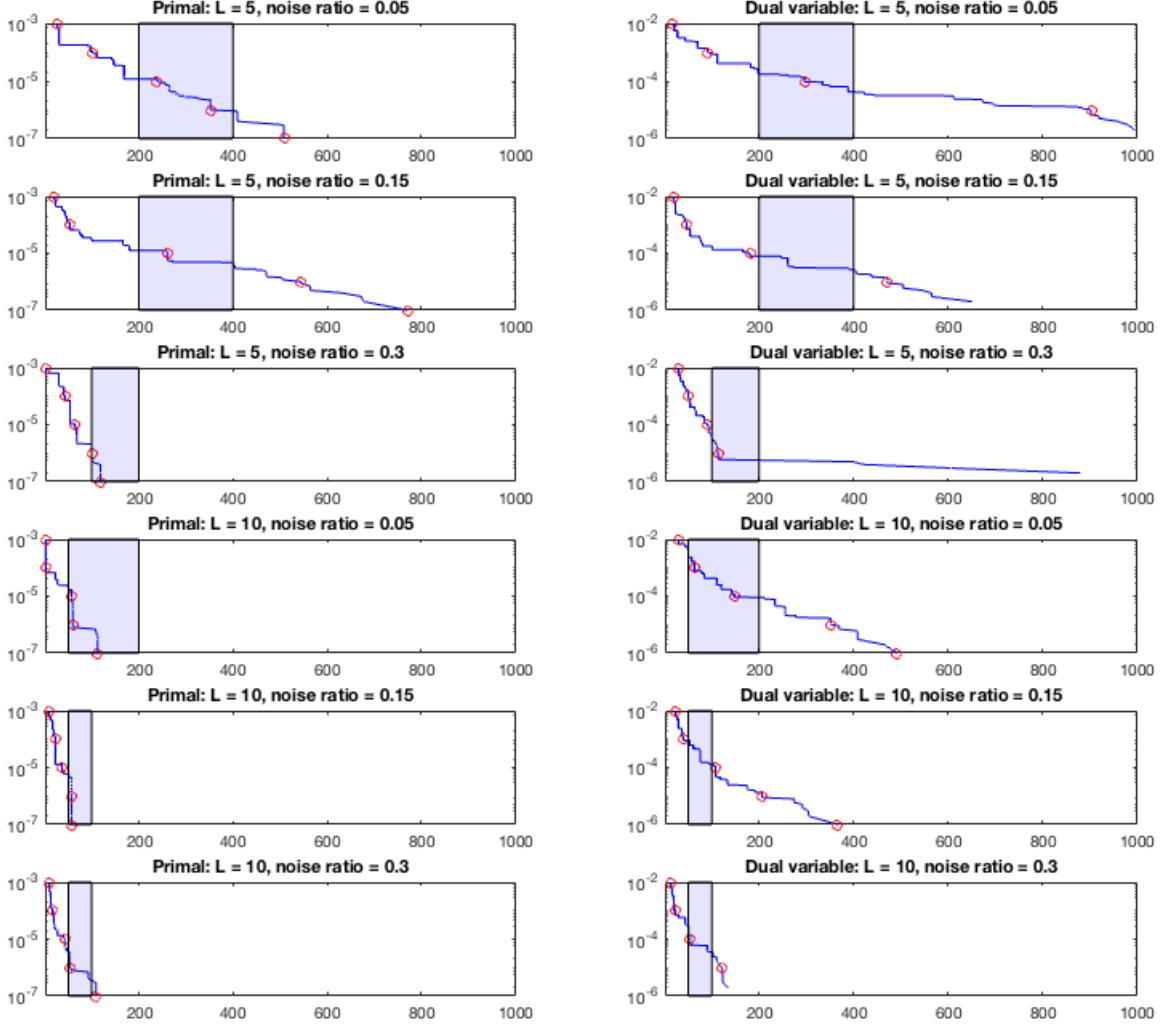 Primal: L = 5, noise ratio = 0.05
10-3
10-5
10-7
200 400 600 800 1000
Dual variable: L = 5, noise ratio = 0.05
10-2
10-4
10-6
200 400 600 800 1000
Primal: L = 5, noise ratio = 0.15
10-3
10-5
10-7
200 400 600 800 1000
Dual variable: L = 5, noise ratio = 0.15
10-2
10-4
10-6
200 400 600 800 1000
Primal: L = 5, noise ratio = 0.3
10-3
10-5
10-7
200 400 600 800 1000
Dual variable: L = 5, noise ratio = 0.3
10-2
10-4
10-6
200 400 600 800 1000
Primal: L = 10, noise ratio = 0.05
10-3
10-5
10-7
200 400 600 800 1000
Dual variable: L = 10, noise ratio = 0.05
10-2
10-4
10-6
200 400 600 800 1000
Primal: L = 10, noise ratio = 0.15
10-3
10-5
10-7
200 400 600 800 1000
Dual variable: L = 10, noise ratio = 0.15
10-2
10-4
10-6
200 400 600 800 1000
Primal: L = 10, noise ratio = 0.3
10-3
10-5
10-7
200 400 600 800 1000
Dual variable: L = 10, noise ratio = 0.3
10-2
10-4
10-6
200 400 600 800 1000